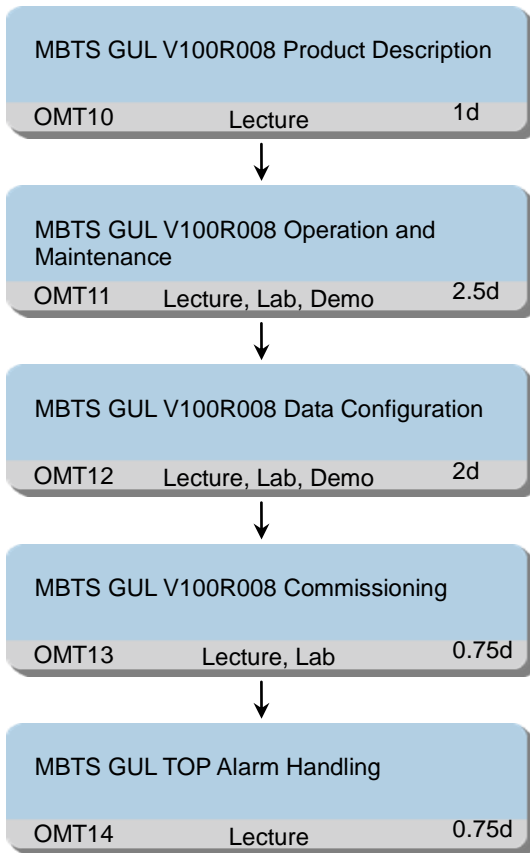 MBTS GUL V100R008 Product Description
OMT10 Lecture 1d
MBTS GUL V100R008 Operation and
Maintenance
OMT11 Lecture, Lab, Demo 2.5d
MBTS GUL V100R008 Data Configuration
OMT12 Lecture, Lab, Demo 2d
MBTS GUL V100R008 Commissioning
OMT13 Lecture, Lab 0.75d
MBTS GUL TOP Alarm Handling
OMT14 Lecture 0.75d